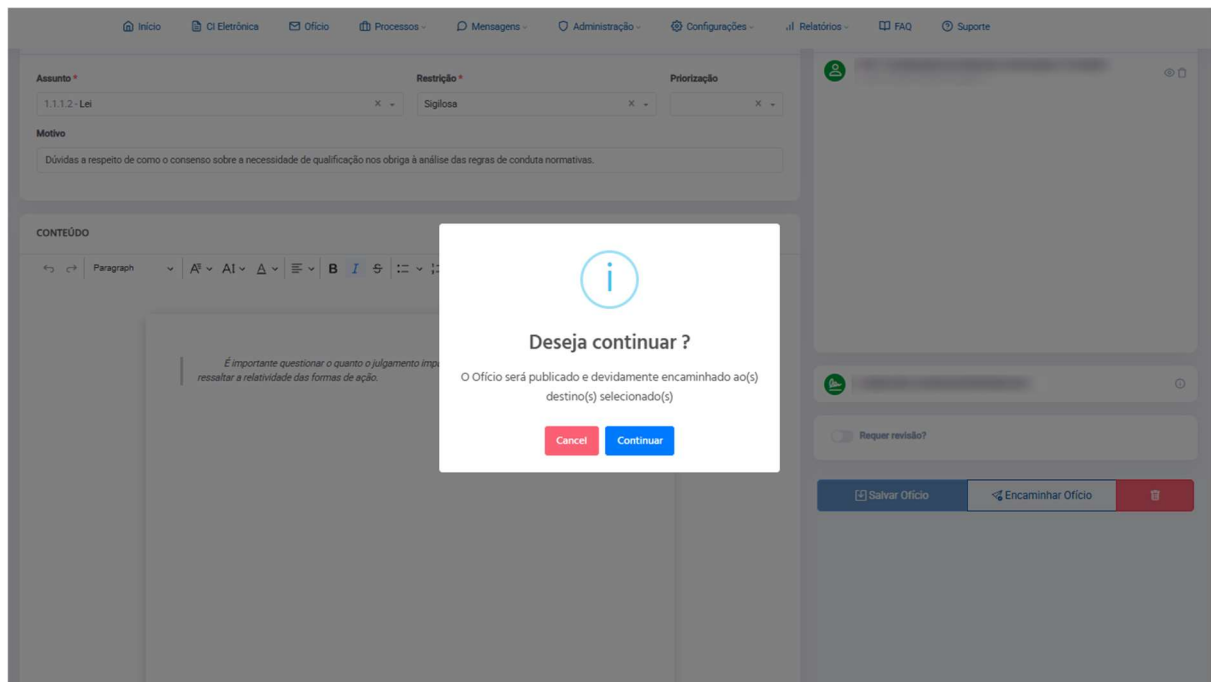 Início CI Eletrônica Ofício Processos Mensagens Administração Configurações Relatórios FAQ Suporte
Assunto * Restrição * Priorização
1.1.1.2 - Lei Sigilosa
Motivo
Dúvidas a respeito de como o consenso sobre a necessidade de qualificação nos obriga à análise das regras de conduta normativas.
CONTEÚDO
Paragraph
É importante questionar o quanto o julgamento
ressaltar a relatividade das formas de ação.
Deseja continuar ?
O Ofício será publicado e devidamente encaminhado ao(s)
destino(s) selecionado(s)
Cancel Continuar
Requer revisão?
Salvar Ofício Encaminhar Ofício